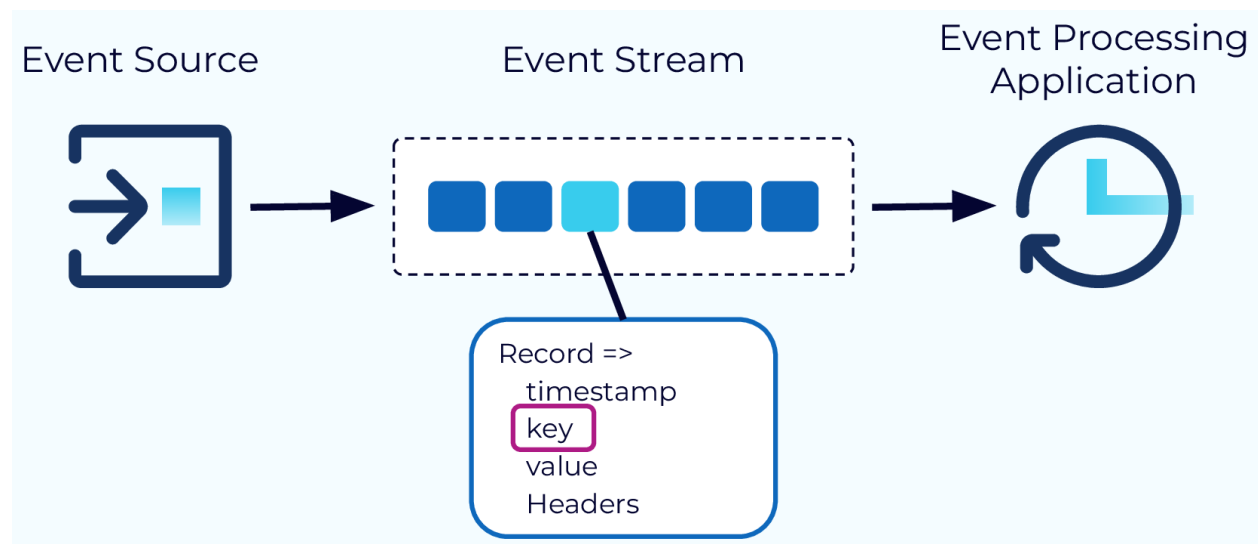 Event Source
Event Stream
Event Processing
Application
Record =>
timestamp
key
value
Headers